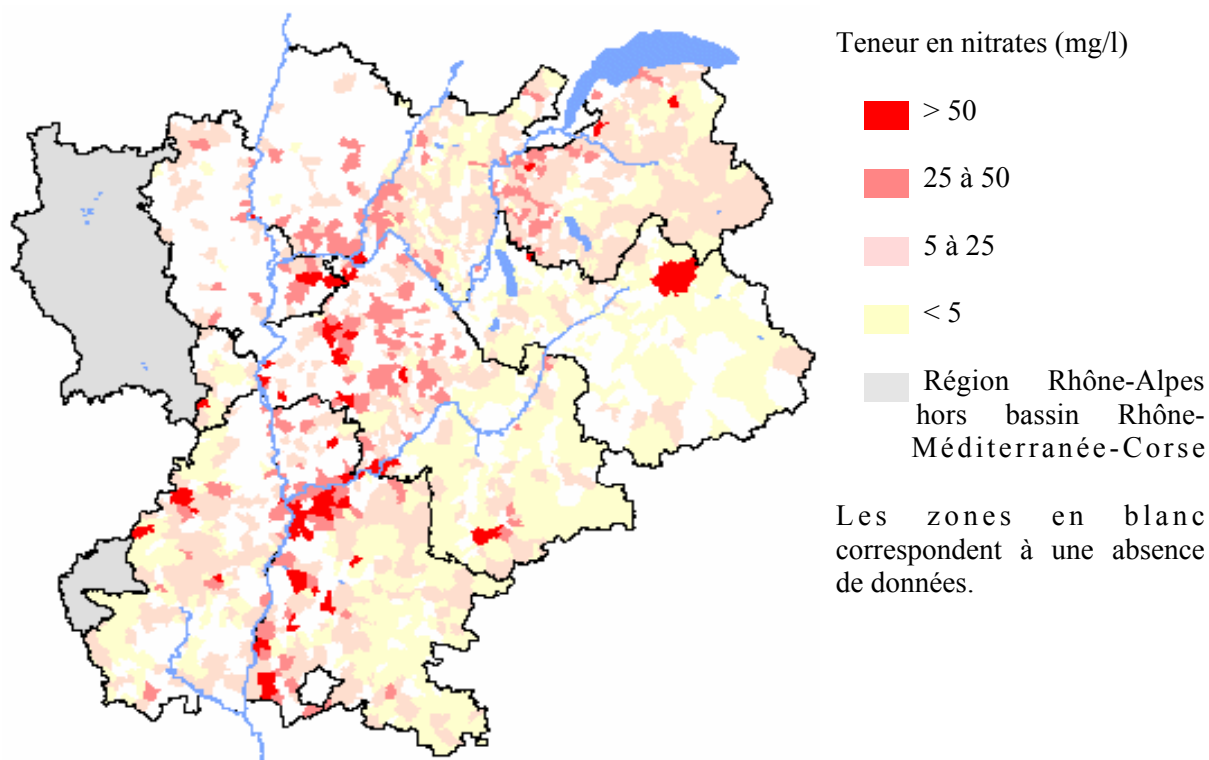 Teneur en nitrates (mg/l)
> 50
25 à 50
5 à 25
< 5
Région Rhône-Alpes
hors bassin Rhône-
Méditerranée-Corse
Les zones en blanc
correspondent à une absence
de données.